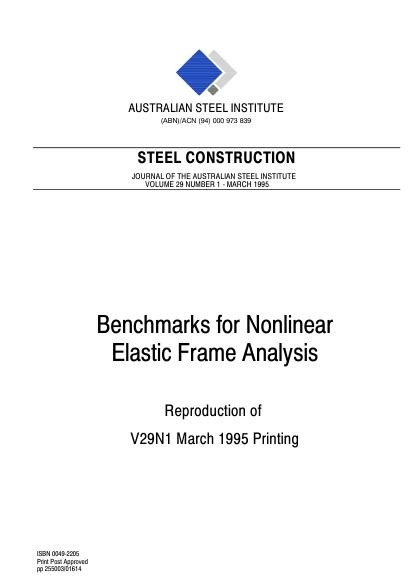 AUSTRALIAN STEEL INSTITUTE
(ABN)/ACN (94) 000 973 839
STEEL CONSTRUCTION
JOURNAL OF THE AUSTRALIAN STEEL INSTITUTE
VOLUME 29 NUMBER 1 - MARCH 1995
Benchmarks for Nonlinear
Elastic Frame Analysis
Reproduction of
V29N1 March 1995 Printing
ISBN 0049-2205
Print Post Approved
pp 255003/01614